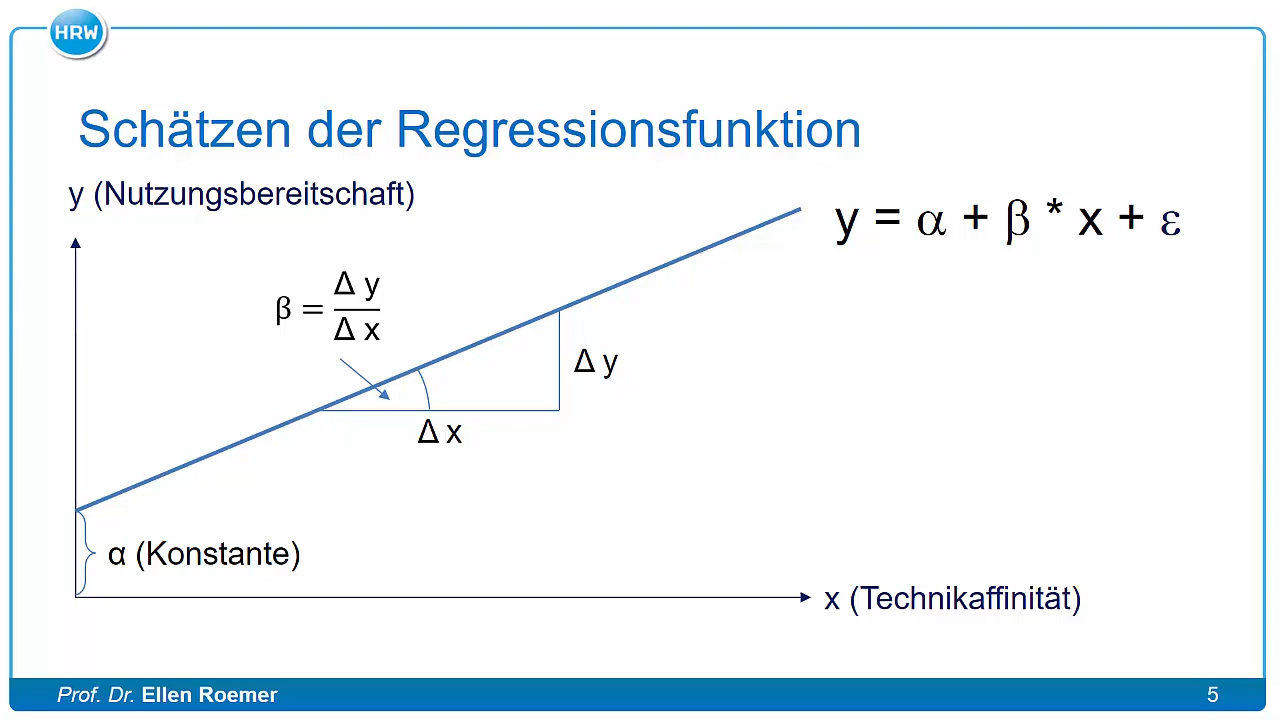 HRW
Schätzen der Regressionsfunktion
y (Nutzungsbereitschaft)
y = α + β * x + ε
β = Δ y / Δ x
Δ y
Δ x
α (Konstante)
x (Technikaffinität)
Prof. Dr. Ellen Roemer
5